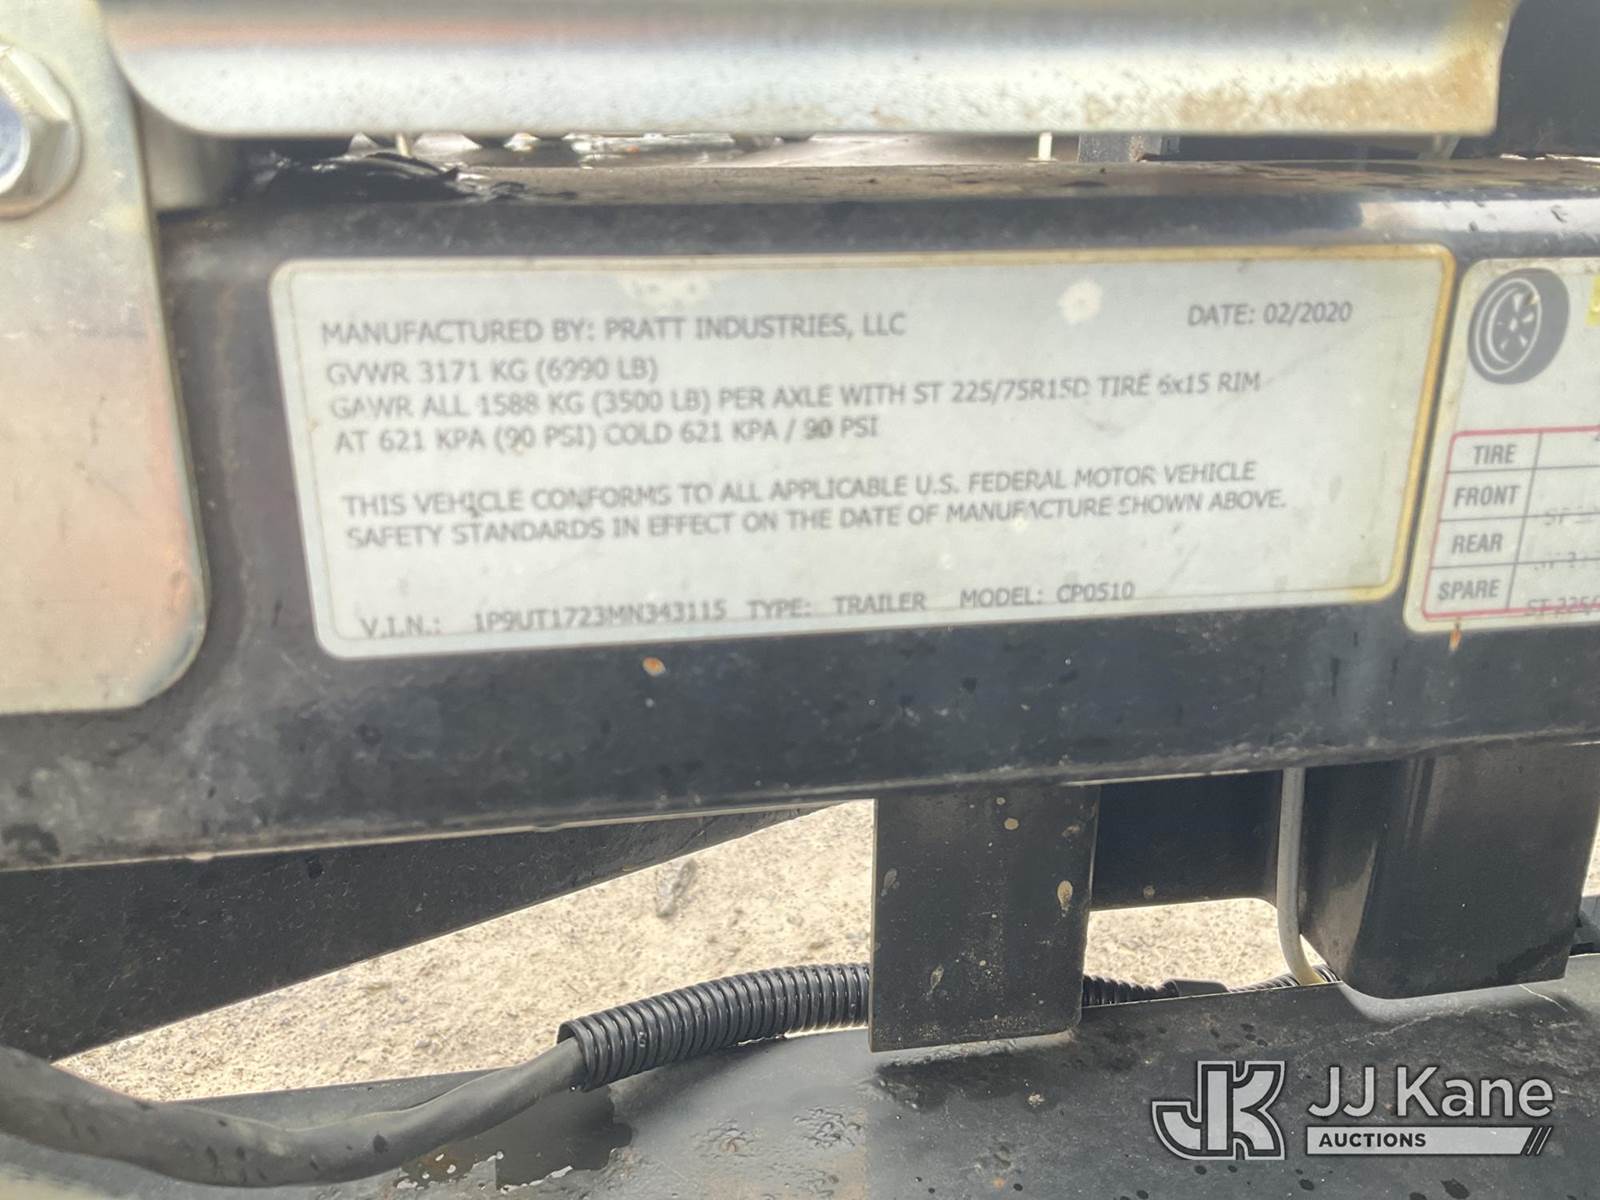 MANUFACTURED BY: PRATT INDUSTRIES, LLC DATE: 02/2020
GVWR 3171 KG (6990 LB)
GAWR ALL 1588 KG (3500 LB) PER AXLE WITH ST 225/75R15D TIRE 6x15 RIM
AT 621 KPA (90 PSI) COLD 621 KPA / 90 PSI
THIS VEHICLE CONFORMS TO ALL APPLICABLE U.S. FEDERAL MOTOR VEHICLE
SAFETY STANDARDS IN EFFECT ON THE DATE OF MANUFACTURE SHOWN ABOVE.
V.I.N.: 1P9UT1723MN343115 TYPE: TRAILER MODEL: CP0510
TIRE
FRONT
REAR
SPARE
JK JJ Kane
AUCTIONS